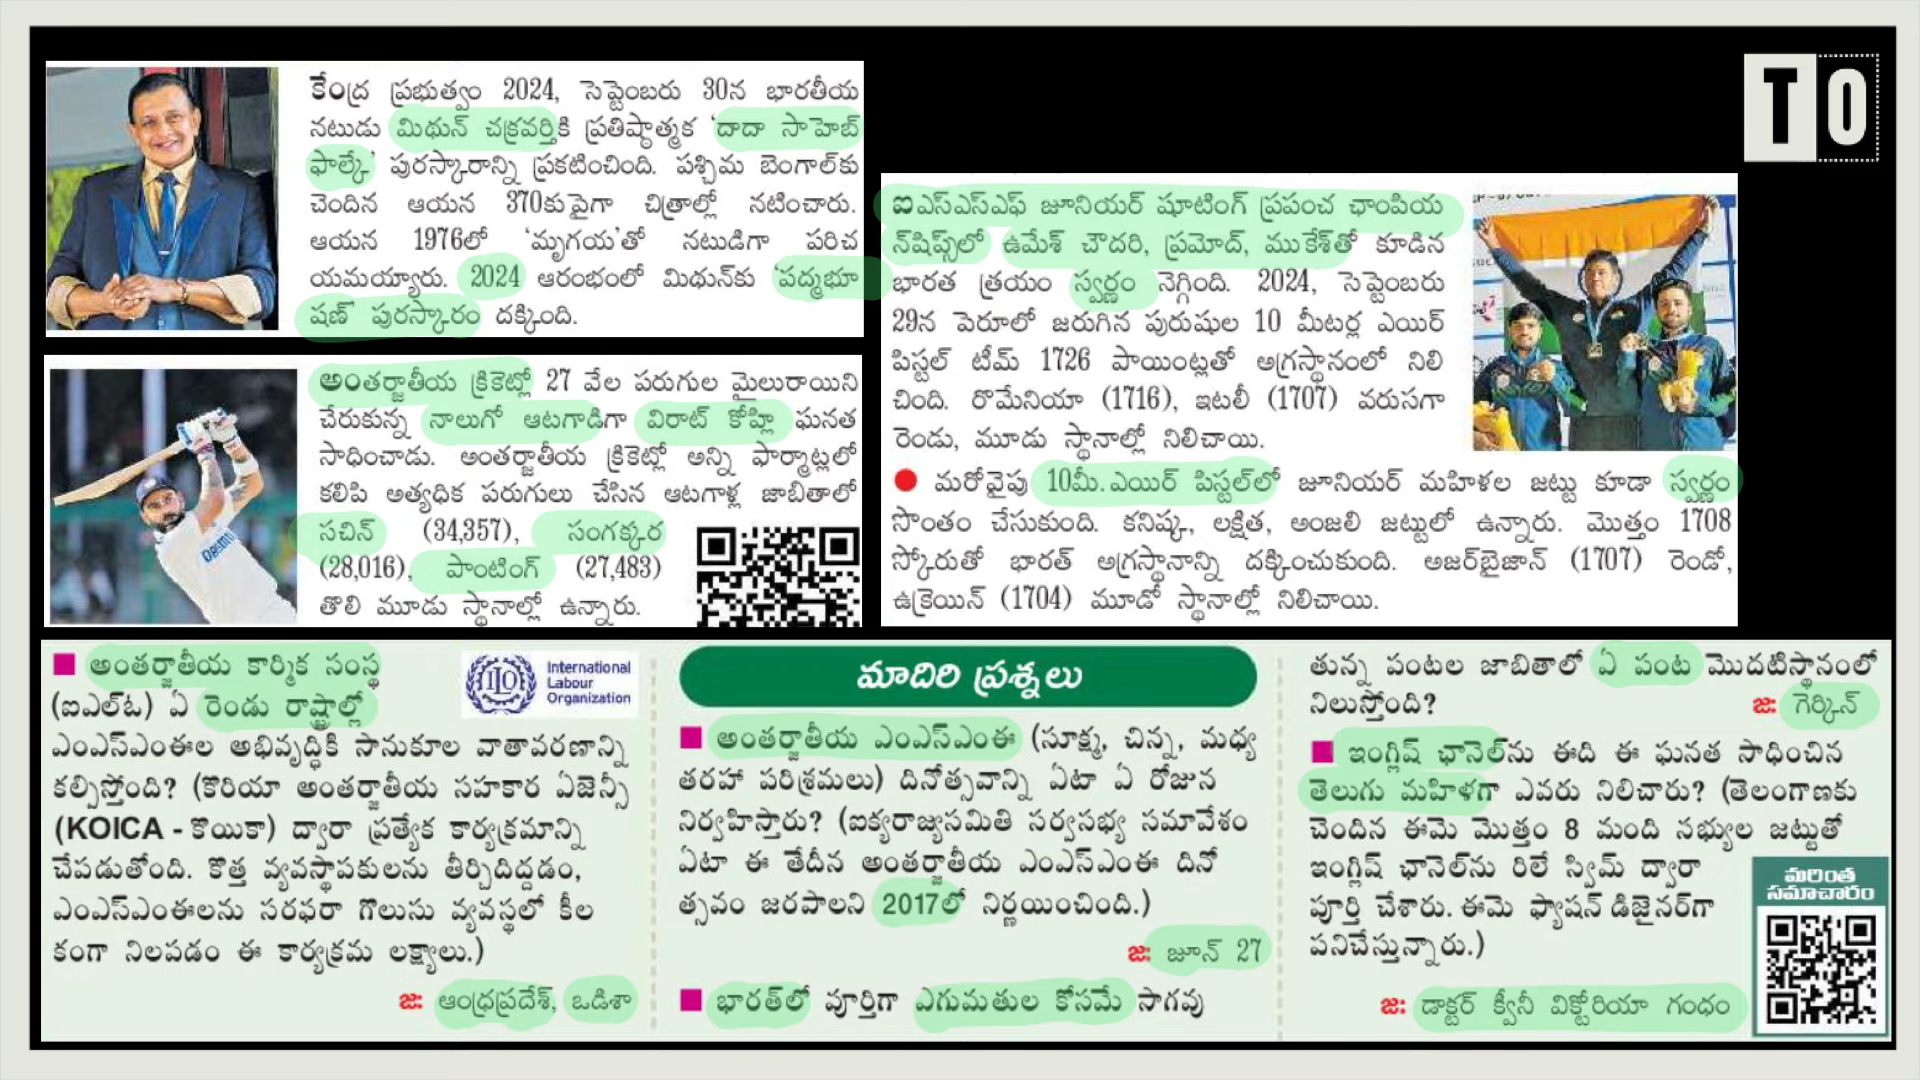 TO
కేంద్ర ప్రభుత్వం 2024, సెప్టెంబరు 30న భారతీయ
నటుడు మిథున్ చక్రవర్తికి ప్రతిష్ఠాత్మక 'దాదా సాహెబ్
ఫాల్కే' పురస్కారాన్ని ప్రకటించింది. పశ్చిమ బెంగాల్‌కు
చెందిన ఆయన 370కుపైగా చిత్రాల్లో నటించారు.
ఆయన 1976లో 'మృగయ'తో నటుడిగా పరిచ
యమయ్యారు. 2024 ఆరంభంలో మిథున్‌కు 'పద్మభూ
షణ్' పురస్కారం దక్కింది.
అంతర్జాతీయ క్రికెట్లో 27 వేల పరుగుల మైలురాయిని
చేరుకున్న నాలుగో ఆటగాడిగా విరాట్ కోహ్లి ఘనత
సాధించాడు. అంతర్జాతీయ క్రికెట్లో అన్ని ఫార్మాట్లలో
కలిపి అత్యధిక పరుగులు చేసిన ఆటగాళ్ల జాబితాలో
సచిన్ (34,357), సంగక్కర
(28,016), పాంటింగ్ (27,483)
తొలి మూడు స్థానాల్లో ఉన్నారు.
ఐఎస్ఎస్ఎఫ్ జూనియర్ షూటింగ్ ప్రపంచ ఛాంపియ
న్‌షిప్స్‌లో ఉమేశ్ చౌదరి, ప్రమోద్, ముకేశ్‌తో కూడిన
భారత త్రయం స్వర్ణం నెగ్గింది. 2024, సెప్టెంబరు
29న పెరూలో జరుగిన పురుషుల 10 మీటర్ల ఎయిర్
పిస్టల్ టీమ్ 1726 పాయింట్లతో అగ్రస్థానంలో నిలి
చింది. రొమేనియా (1716), ఇటలీ (1707) వరుసగా
రెండు, మూడు స్థానాల్లో నిలిచాయి.
● మరోవైపు 10మీ. ఎయిర్ పిస్టల్‌లో జూనియర్ మహిళల జట్టు కూడా స్వర్ణం
సొంతం చేసుకుంది. కనిష్క, లక్షిత, అంజలి జట్టులో ఉన్నారు. మొత్తం 1708
స్కోరుతో భారత్ అగ్రస్థానాన్ని దక్కించుకుంది. అజర్‌బైజాన్ (1707) రెండో,
ఉక్రెయిన్ (1704) మూడో స్థానాల్లో నిలిచాయి.
■ అంతర్జాతీయ కార్మిక సంస్థ
(ఐఎల్ఓ) ఏ రెండు రాష్ట్రాల్లో
International
Labour
Organization
ఎంఎస్ఎంఈల అభివృద్ధికి సానుకూల వాతావరణాన్ని
కల్పిస్తోంది? (కొరియా అంతర్జాతీయ సహకార ఏజెన్సీ
(KOICA - కొయికా) ద్వారా ప్రత్యేక కార్యక్రమాన్ని
చేపడుతోంది. కొత్త వ్యవస్థాపకులను తీర్చిదిద్దడం,
ఎంఎస్ఎంఈలను సరఫరా గొలుసు వ్యవస్థలో కీల
కంగా నిలపడం ఈ కార్యక్రమ లక్ష్యాలు.)
జ: ఆంధ్రప్రదేశ్, ఒడిశా
మాదిరి ప్రశ్నలు
■ అంతర్జాతీయ ఎంఎస్ఎంఈ (సూక్ష్మ, చిన్న, మధ్య
తరహా పరిశ్రమలు) దినోత్సవాన్ని ఏటా ఏ రోజున
నిర్వహిస్తారు? (ఐక్యరాజ్యసమితి సర్వసభ్య సమావేశం
ఏటా ఈ తేదీన అంతర్జాతీయ ఎంఎస్ఎంఈ దినో
త్సవం జరపాలని 2017లో నిర్ణయించింది.)
జ: జూన్ 27
■ భారత్‌లో పూర్తిగా ఎగుమతుల కోసమే సాగవు
తున్న పంటల జాబితాలో ఏ పంట మొదటిస్థానంలో
నిలుస్తోంది?
జ: గెర్కిన్
■ ఇంగ్లిష్ ఛానెల్‌ను ఈది ఈ ఘనత సాధించిన
తెలుగు మహిళగా ఎవరు నిలిచారు? (తెలంగాణకు
చెందిన ఈమె మొత్తం 8 మంది సభ్యుల జట్టుతో
ఇంగ్లిష్ ఛానెల్‌ను రిలే స్విమ్ ద్వారా
పూర్తి చేశారు. ఈమె ఫ్యాషన్ డిజైనర్‌గా
పనిచేస్తున్నారు.)
జ: డాక్టర్ క్వీనీ విక్టోరియా గంధం
మరింత
సమాచారం